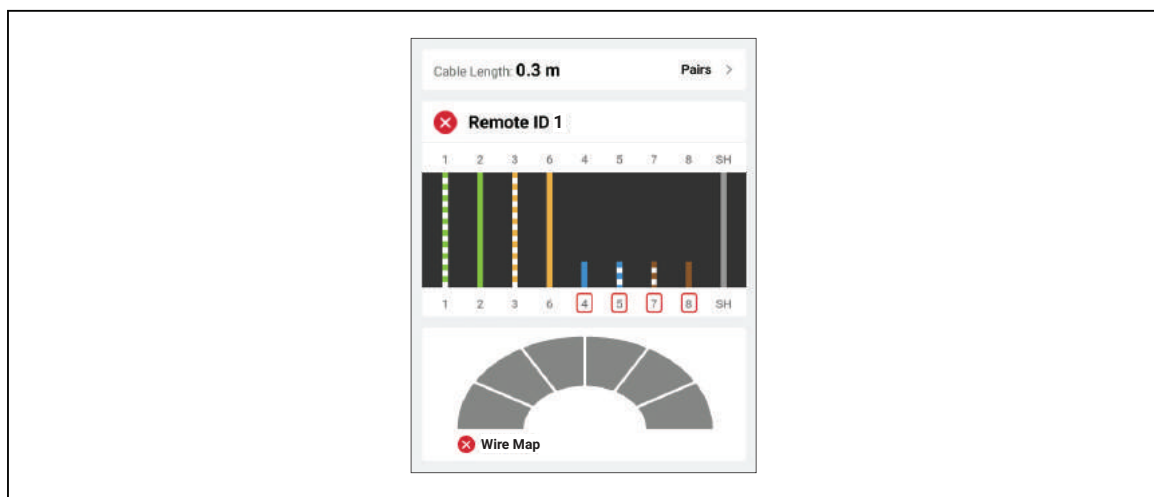 Cable Length: 0.3 m Pairs >
Remote ID 1
1 2 3 6 4 5 7 8 SH
1 2 3 6 4 5 7 8 SH
Wire Map